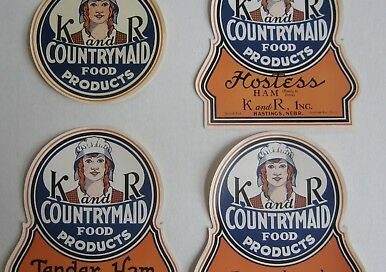 K and R
COUNTRYMAID
FOOD
PRODUCTS
K and R
COUNTRYMAID
FOOD
PRODUCTS
Hostess
HAM
K and R, Inc.
HASTINGS, NEBR.
K and R
COUNTRYMAID
FOOD
PRODUCTS
Tender Ham
K and R
COUNTRYMAID
FOOD
PRODUCTS